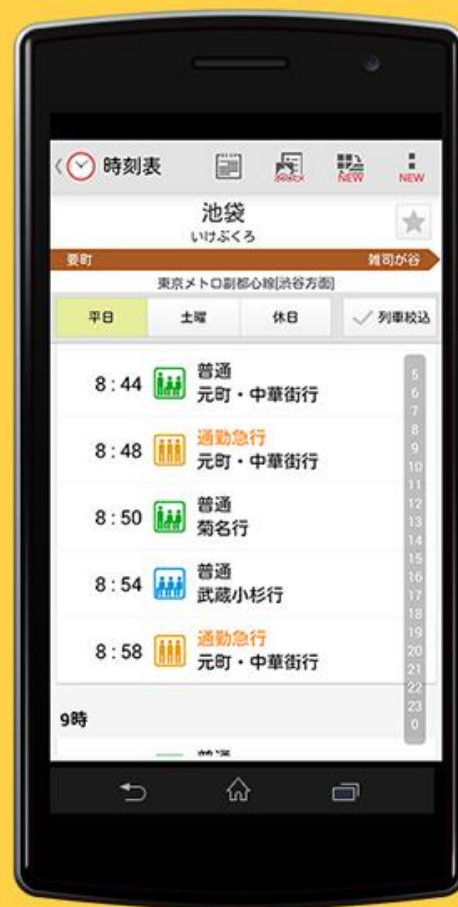 時刻表
NEW
NEW
池袋
いけぶくろ
要町 雑司が谷
東京メトロ副都心線[渋谷方面]
平日 土曜 休日 列車絞込
8:44 普通
元町・中華街行
8:48 通勤急行
元町・中華街行
8:50 普通
菊名行
8:54 普通
武蔵小杉行
8:58 通勤急行
元町・中華街行
9時
5
6
7
8
9
10
11
12
13
14
15
16
17
18
19
20
21
22
23
0